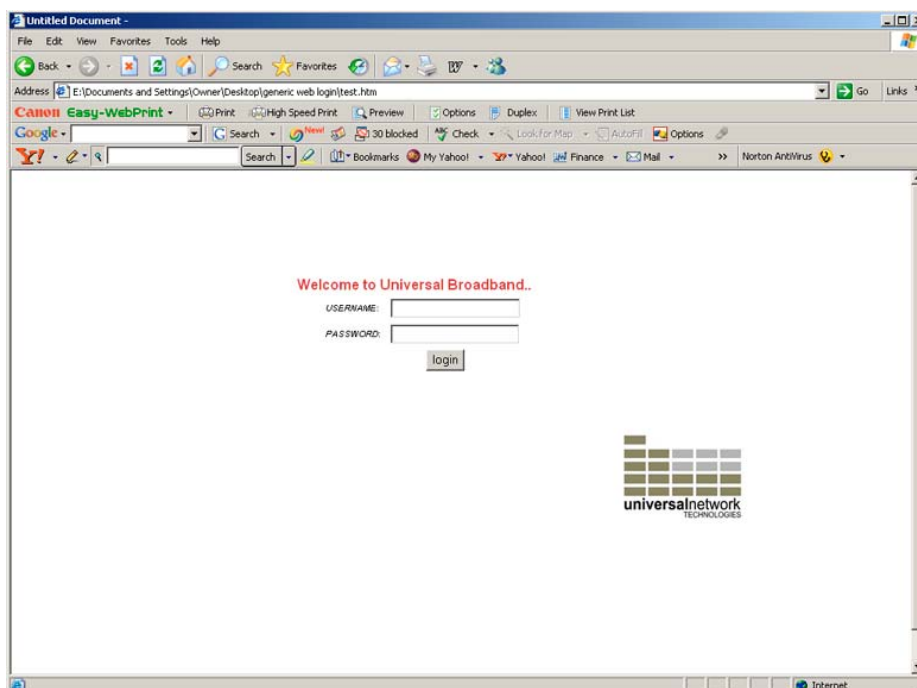 Untitled Document -
File Edit View Favorites Tools Help
Back Search Favorites
Address E:\Documents and Settings\Owner\Desktop\generic web login\test.htm Go Links
Canon Easy-WebPrint Print High Speed Print Preview Options Duplex View Print List
Google Search New! 30 blocked ABC Check Look for Map AutoFill Options
Y! Search Bookmarks My Yahoo! Yahoo! Finance Mail >> Norton AntiVirus
Welcome to Universal Broadband..
USERNAME:
PASSWORD:
login
universalnetwork
TECHNOLOGIES
Internet